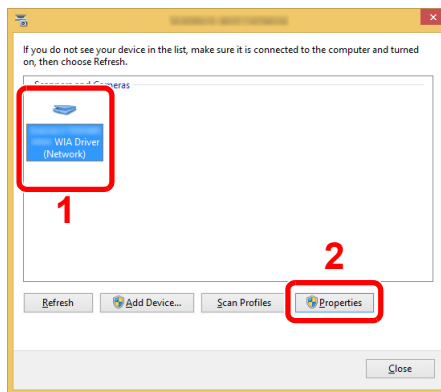 If you do not see your device in the list, make sure it is connected to the computer and turned
on, then choose Refresh.
Scanners and Cameras
WIA Driver
(Network)
1
2
Refresh
Add Device...
Scan Profiles
Properties
Close